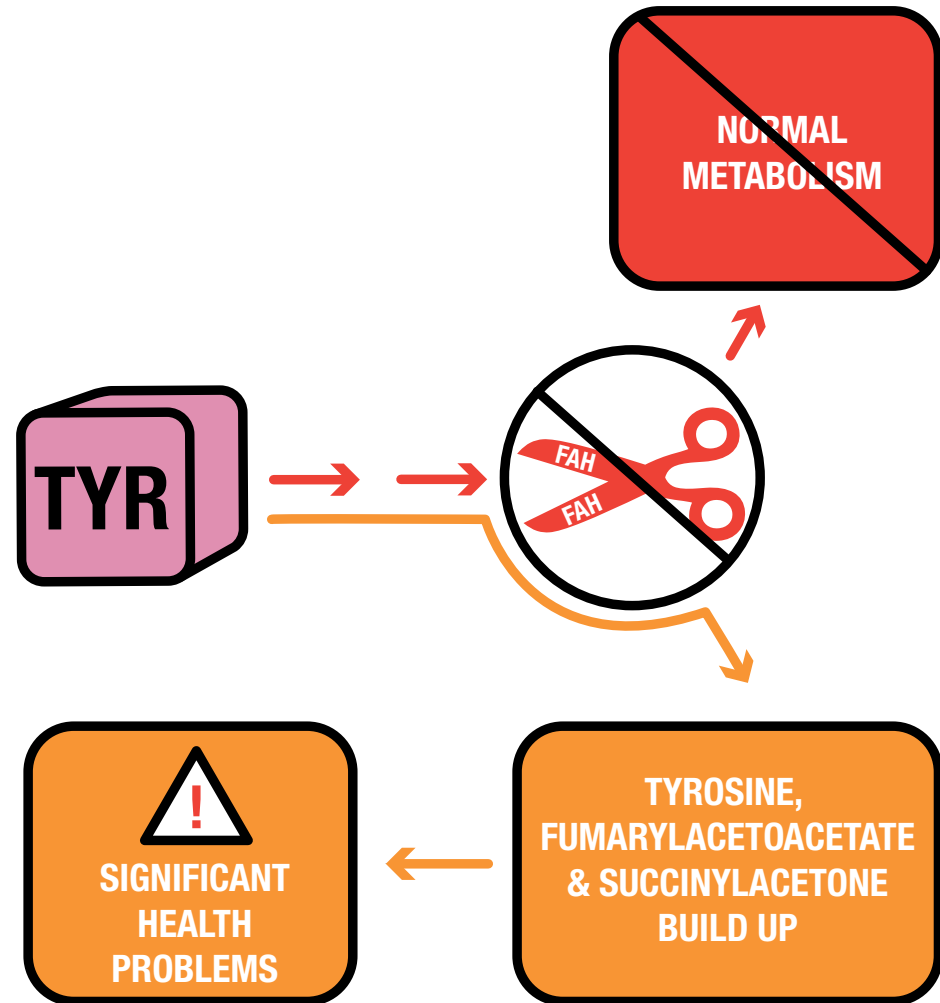 NORMAL
METABOLISM
TYR
FAH
FAH
TYROSINE,
FUMARYLACETOACETATE
& SUCCINYLACETONE
BUILD UP
!
SIGNIFICANT
HEALTH
PROBLEMS